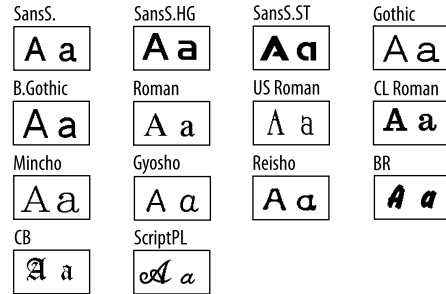 SansS. SansS.HG SansS.ST Gothic
A a A a A a A a
B.Gothic Roman US Roman CL Roman
A a A a A a A a
Mincho Gyosho Reisho BR
A a A a A a A a
CB ScriptPL
A a A a